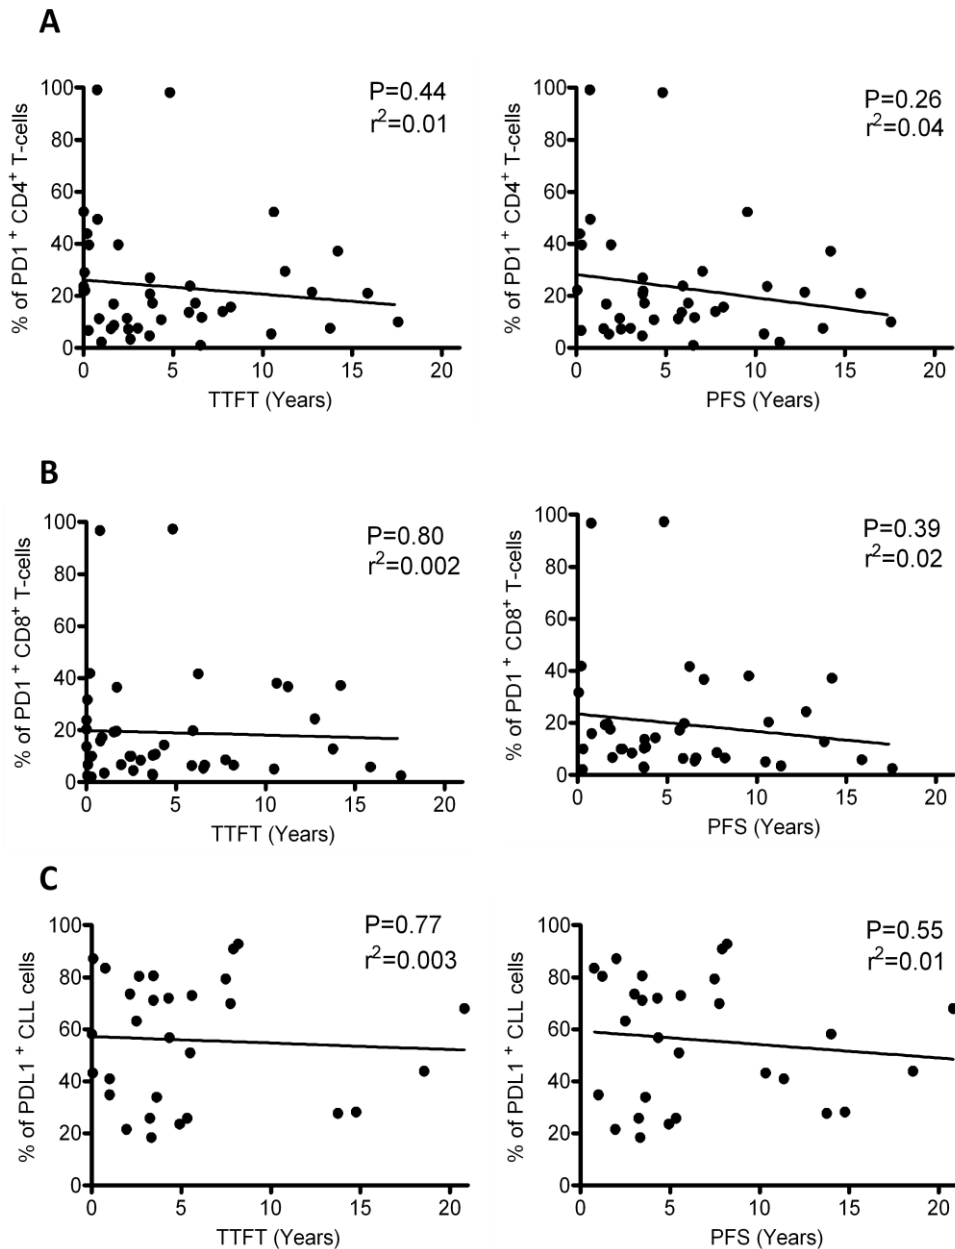 A
P=0.44
r²=0.01
% of PD1⁺ CD4⁺ T-cells
100
80
60
40
20
0
0 5 10 15 20
TTFT (Years)
P=0.26
r²=0.04
% of PD1⁺ CD4⁺ T-cells
100
80
60
40
20
0
0 5 10 15 20
PFS (Years)
B
P=0.80
r²=0.002
% of PD1⁺ CD8⁺ T-cells
100
80
60
40
20
0
0 5 10 15 20
TTFT (Years)
P=0.39
r²=0.02
% of PD1⁺ CD8⁺ T-cells
100
80
60
40
20
0
0 5 10 15 20
PFS (Years)
C
P=0.77
r²=0.003
% of PDL1⁺ CLL cells
100
80
60
40
20
0
0 5 10 15 20
TTFT (Years)
P=0.55
r²=0.01
% of PDL1⁺ CLL cells
100
80
60
40
20
0
0 5 10 15 20
PFS (Years)